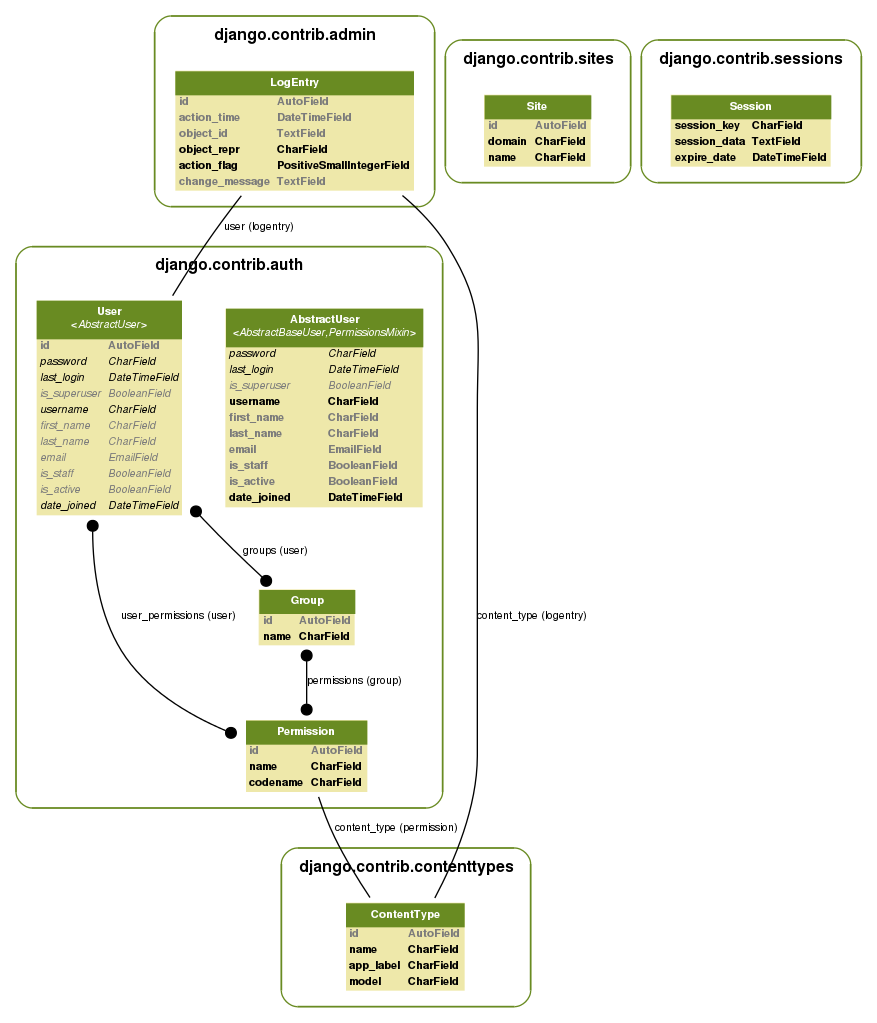 django.contrib.admin
LogEntry
id AutoField
action_time DateTimeField
object_id TextField
object_repr CharField
action_flag PositiveSmallIntegerField
change_message TextField
django.contrib.sites
Site
id AutoField
domain CharField
name CharField
django.contrib.sessions
Session
session_key CharField
session_data TextField
expire_date DateTimeField
user (logentry)
django.contrib.auth
User
<AbstractUser>
id AutoField
password CharField
last_login DateTimeField
is_superuser BooleanField
username CharField
first_name CharField
last_name CharField
email EmailField
is_staff BooleanField
is_active BooleanField
date_joined DateTimeField
AbstractUser
<AbstractBaseUser,PermissionsMixin>
password CharField
last_login DateTimeField
is_superuser BooleanField
username CharField
first_name CharField
last_name CharField
email EmailField
is_staff BooleanField
is_active BooleanField
date_joined DateTimeField
groups (user)
Group
id AutoField
name CharField
user_permissions (user)
content_type (logentry)
permissions (group)
Permission
id AutoField
name CharField
codename CharField
content_type (permission)
django.contrib.contenttypes
ContentType
id AutoField
name CharField
app_label CharField
model CharField